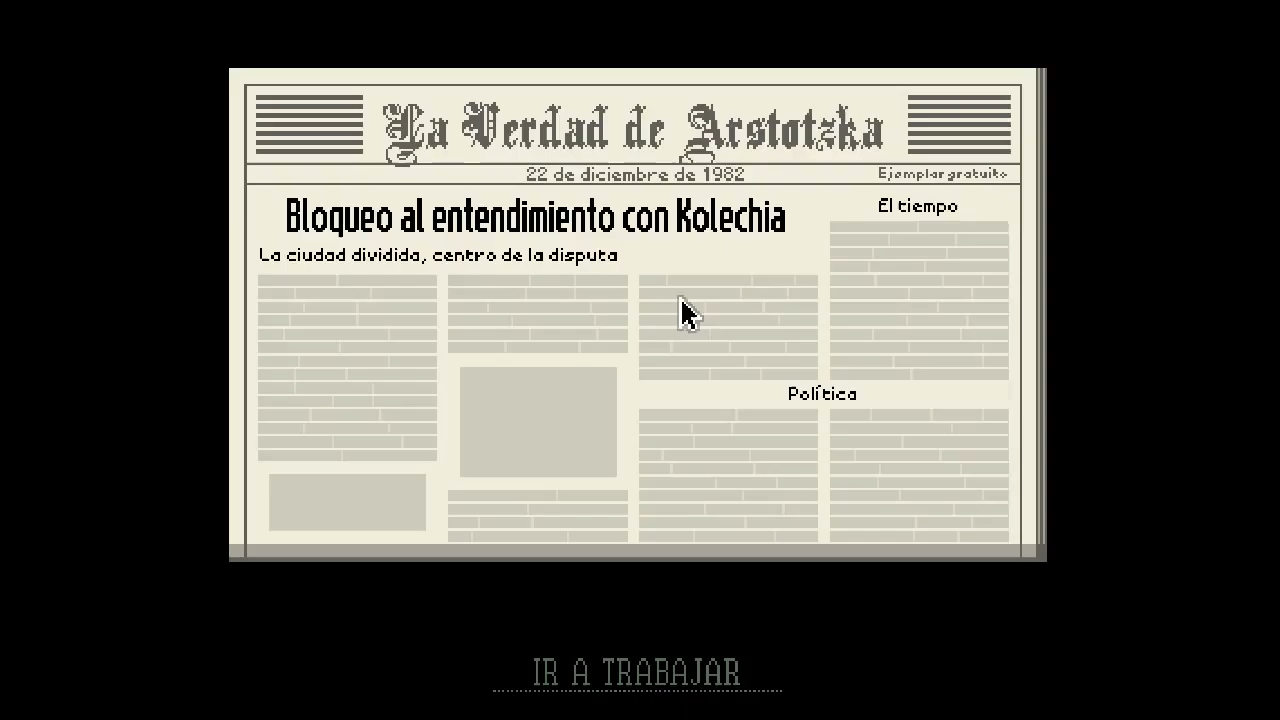 La Verdad de Arstotzka
22 de diciembre de 1982
Ejemplar gratuito
Bloqueo al entendimiento con Kolechia
El tiempo
La ciudad dividida, centro de la disputa
Política
IR A TRABAJAR